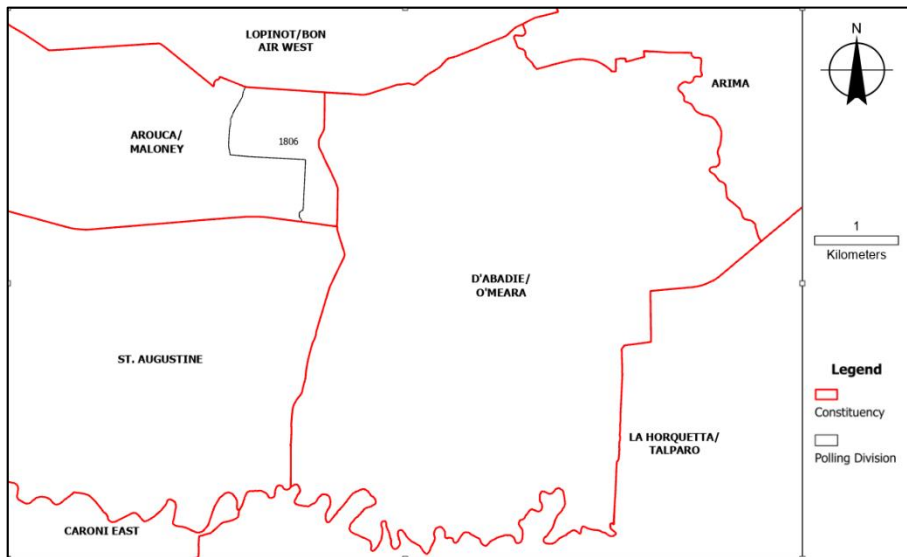 LOPINOT/BON
AIR WEST
N
ARIMA
AROUCA/
MALONEY
1806
1
Kilometers
D'ABADIE/
O'MEARA
ST. AUGUSTINE
Legend
Constituency
LA HORQUETTA/
TALPARO
Polling Division
CARONI EAST